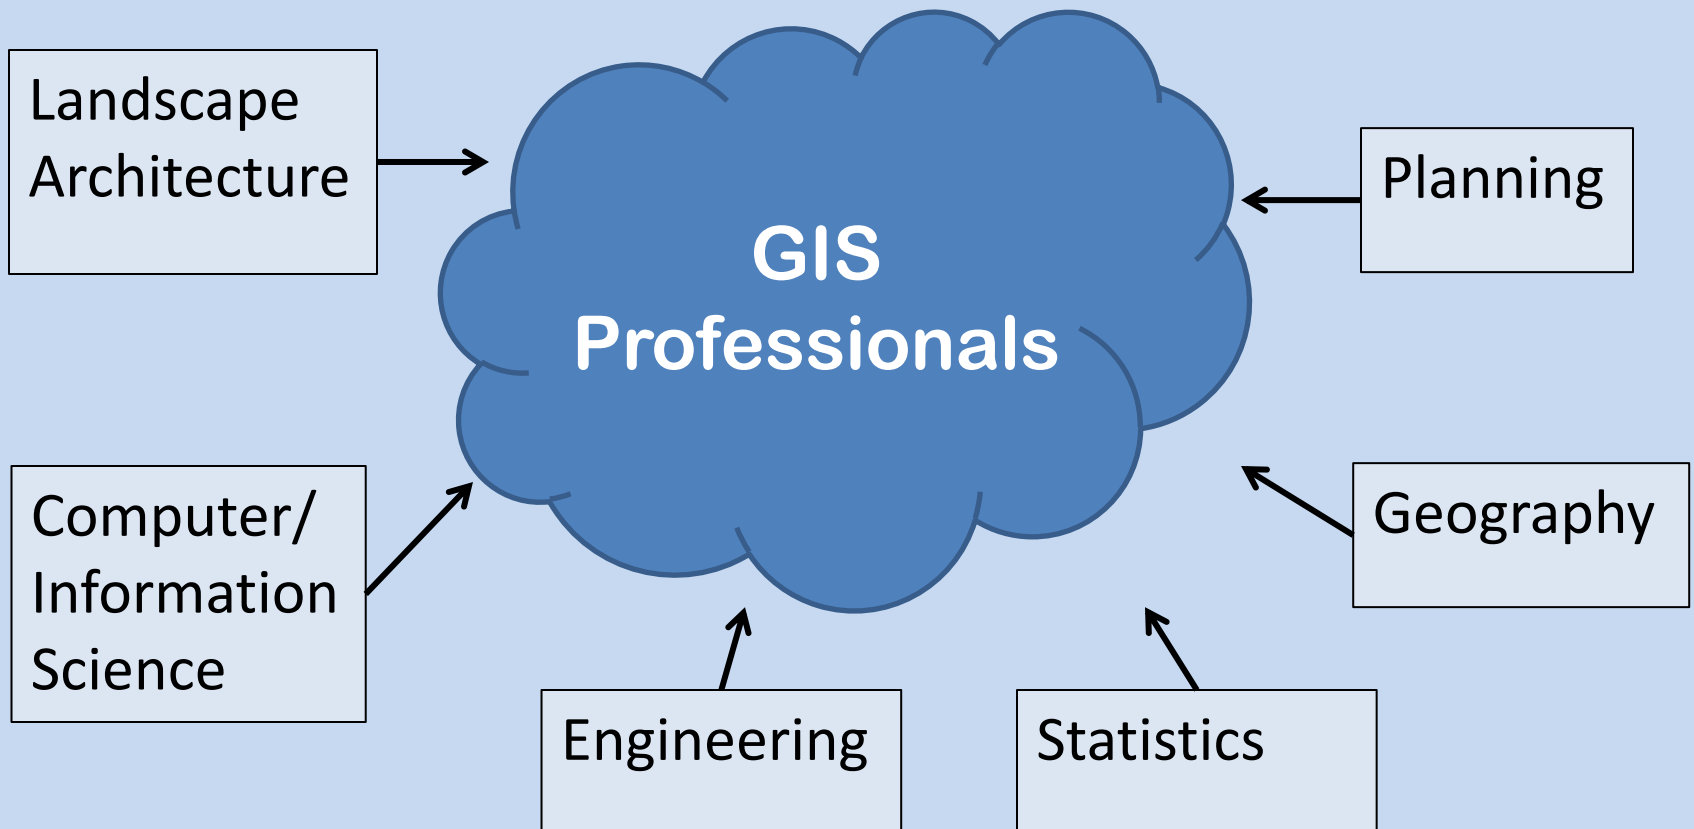 Landscape
Architecture
GIS
Professionals
Planning
Computer/
Information
Science
Geography
Engineering
Statistics